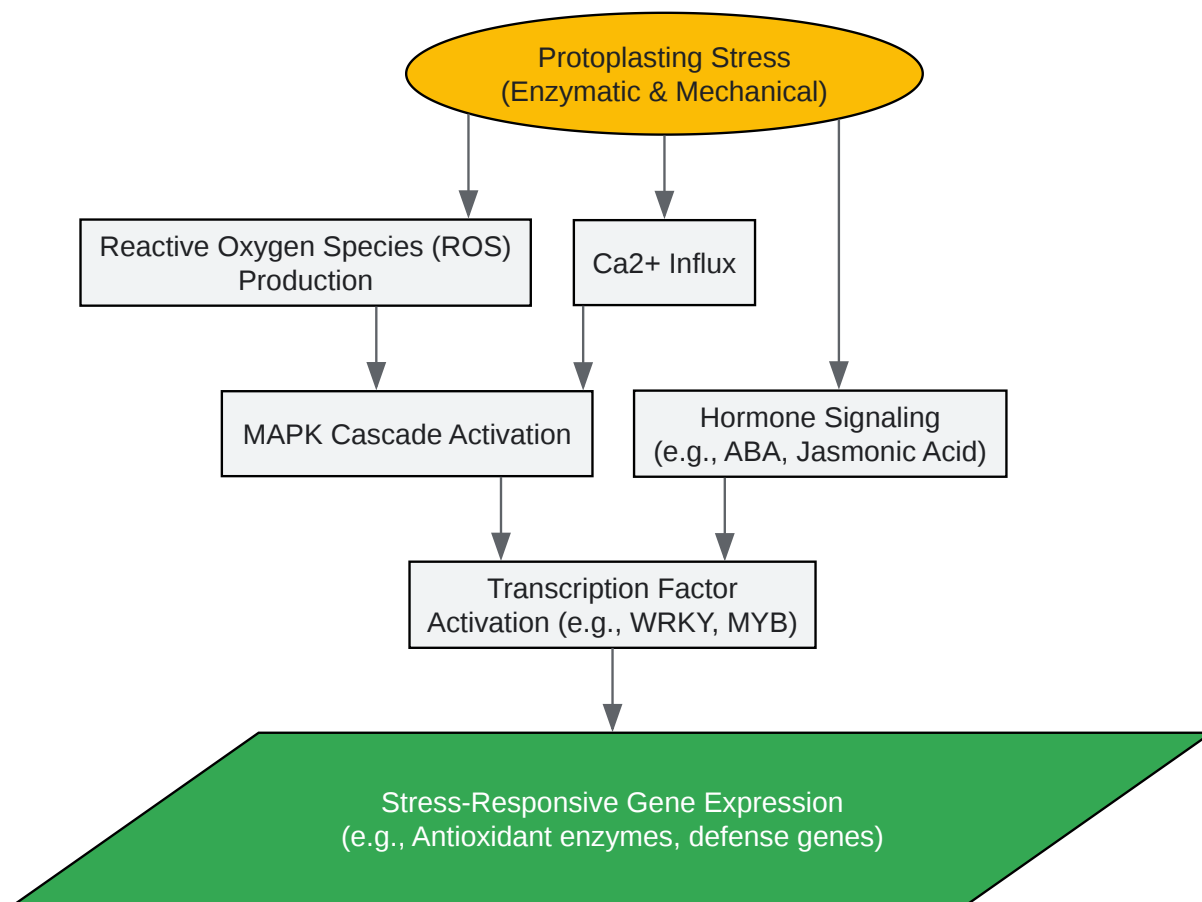 Protoplasting Stress
(Enzymatic & Mechanical)
Reactive Oxygen Species (ROS)
Production
Ca2+ Influx
MAPK Cascade Activation
Hormone Signaling
(e.g., ABA, Jasmonic Acid)
Transcription Factor
Activation (e.g., WRKY, MYB)
Stress-Responsive Gene Expression
(e.g., Antioxidant enzymes, defense genes)